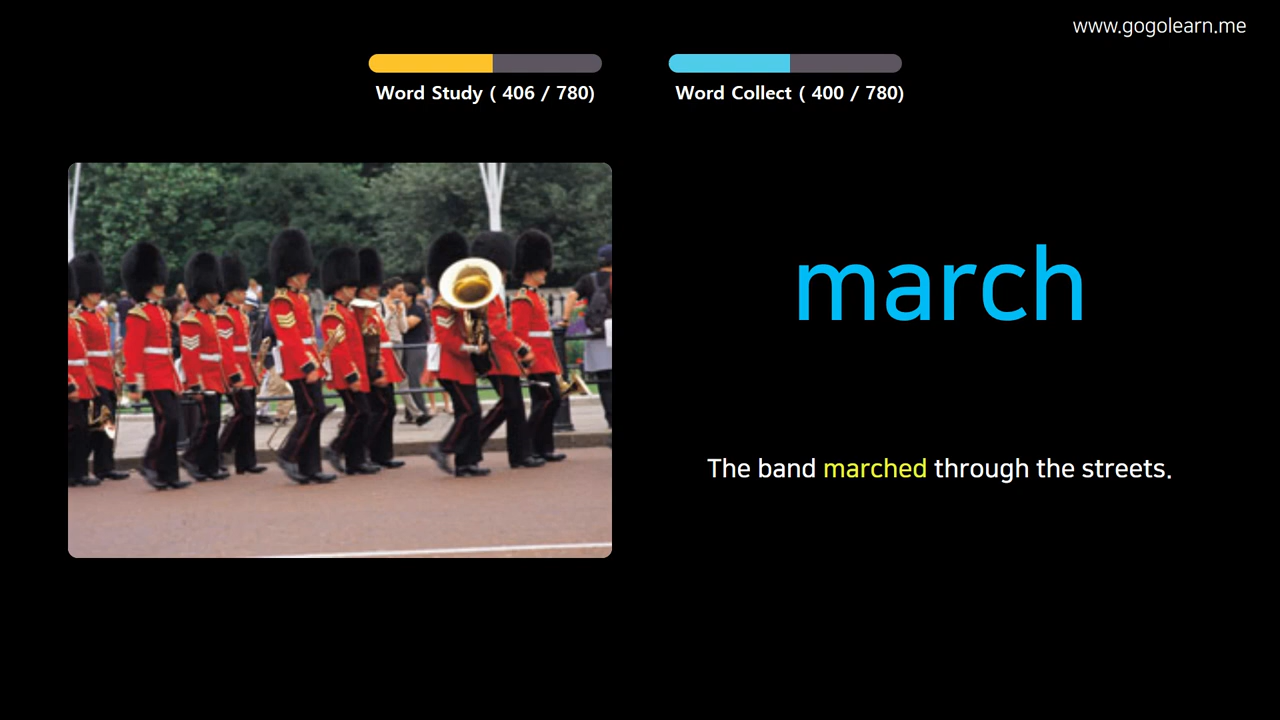 www.gogolearn.me
Word Study ( 406 / 780)
Word Collect ( 400 / 780)
march
The band marched through the streets.